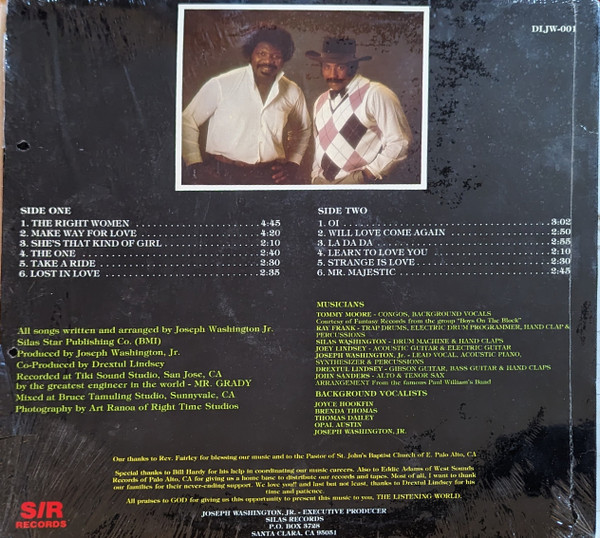 DLJW-001
SIDE ONE
1. THE RIGHT WOMEN 4:45
2. MAKE WAY FOR LOVE 4:20
3. SHE'S THAT KIND OF GIRL 2:10
4. THE ONE 2:40
5. TAKE A RIDE 2:30
6. LOST IN LOVE 2:35
SIDE TWO
1. OI 3:02
2. WILL LOVE COME AGAIN 2:50
3. LA DA DA 2:55
4. LEARN TO LOVE YOU 2:10
5. STRANGE IS LOVE 2:30
6. MR. MAJESTIC 2:45
All songs written and arranged by Joseph Washington Jr.
Silas Star Publishing Co. (BMI)
Produced by Joseph Washington, Jr.
Co-Produced by Drextul Lindsey
Recorded at Tiki Sound Studio, San Jose, CA
by the greatest engineer in the world - MR. GRADY
Mixed at Bruce Tamuling Studio, Sunnyvale, CA
Photography by Art Ranoa of Right Time Studios
MUSICIANS
TOMMY MOORE - CONGOS, BACKGROUND VOCALS
Courtesy of Fantasy Records from the group "Boys On The Block"
RAY FRANK - TRAP DRUMS, ELECTRIC DRUM PROGRAMMER, HAND CLAP &
PERCUSSIONS
SILAS WASHINGTON - DRUM MACHINE & HAND CLAPS
JOEY LINDSEY - ACOUSTIC GUITAR & ELECTRIC GUITAR
JOSEPH WASHINGTON, Jr. - LEAD VOCAL, ACOUSTIC PIANO,
SYNTHESIZER & PERCUSSIONS
DREXTUL LINDSEY - GIBSON GUITAR, BASS GUITAR & HAND CLAPS
JOHN SANDERS - ALTO & TENOR SAX
ARRANGEMENT From the famous Paul William's Band
BACKGROUND VOCALISTS
JOYCE HOOKFIN
BRENDA THOMAS
THOMAS DAILEY
OPAL AUSTIN
JOSEPH WASHINGTON, JR.
Our thanks to Rev. Fairley for blessing our music and to the Pastor of St. John's Baptist Church of E. Palo Alto, CA
Special thanks to Bill Hardy for his help in coordinating our music careers. Also to Eddie Adams of West Sounds
Records of Palo Alto, CA for giving us a home base to distribute our records and tapes. Most of all, I want to thank
our families for their never-ending support. We love you!! and last but not least, thanks to Drextul Lindsey for his
time and patience.
All praises to GOD for giving us this opportunity to present this music to you, THE LISTENING WORLD.
S/R
RECORDS
JOSEPH WASHINGTON, JR - EXECUTIVE PRODUCER
SILAS RECORDS
P.O. BOX 3728
SANTA CLARA, CA 95051